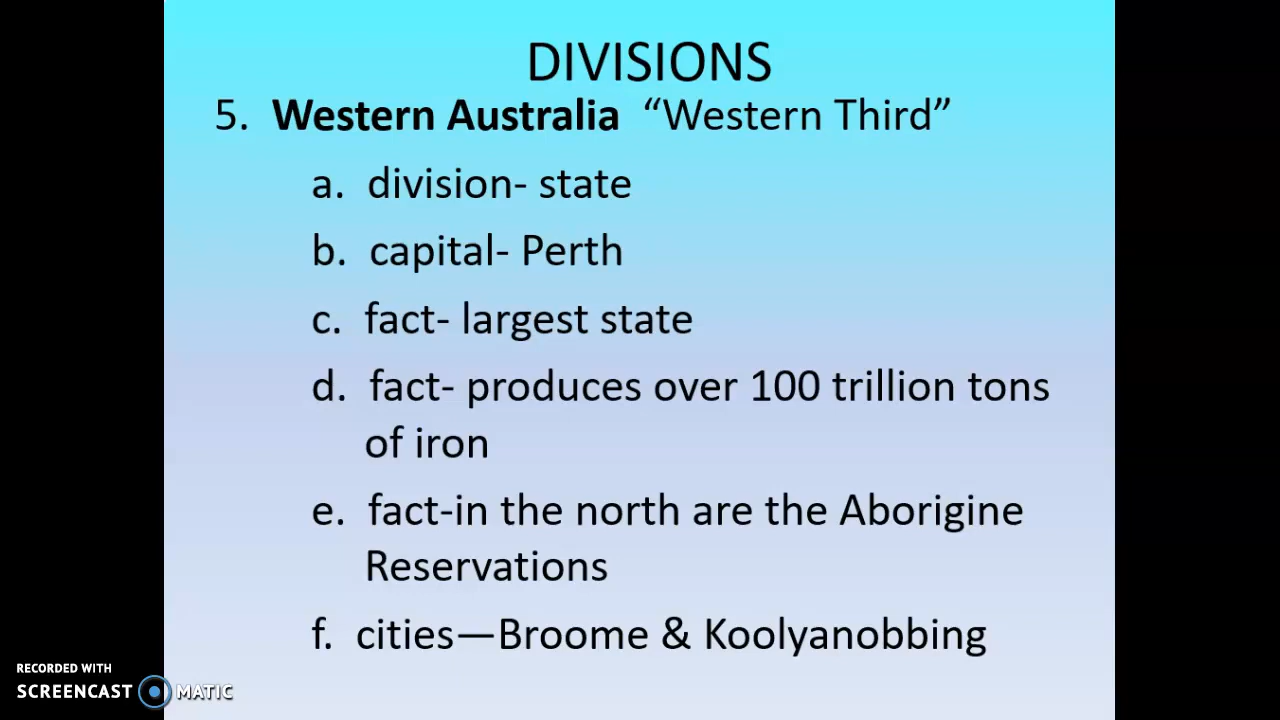 DIVISIONS
5. Western Australia “Western Third”
a. division- state
b. capital- Perth
c. fact- largest state
d. fact- produces over 100 trillion tons
of iron
e. fact-in the north are the Aborigine
Reservations
f. cities—Broome & Koolyanobbing
RECORDED WITH
SCREENCAST MATIC